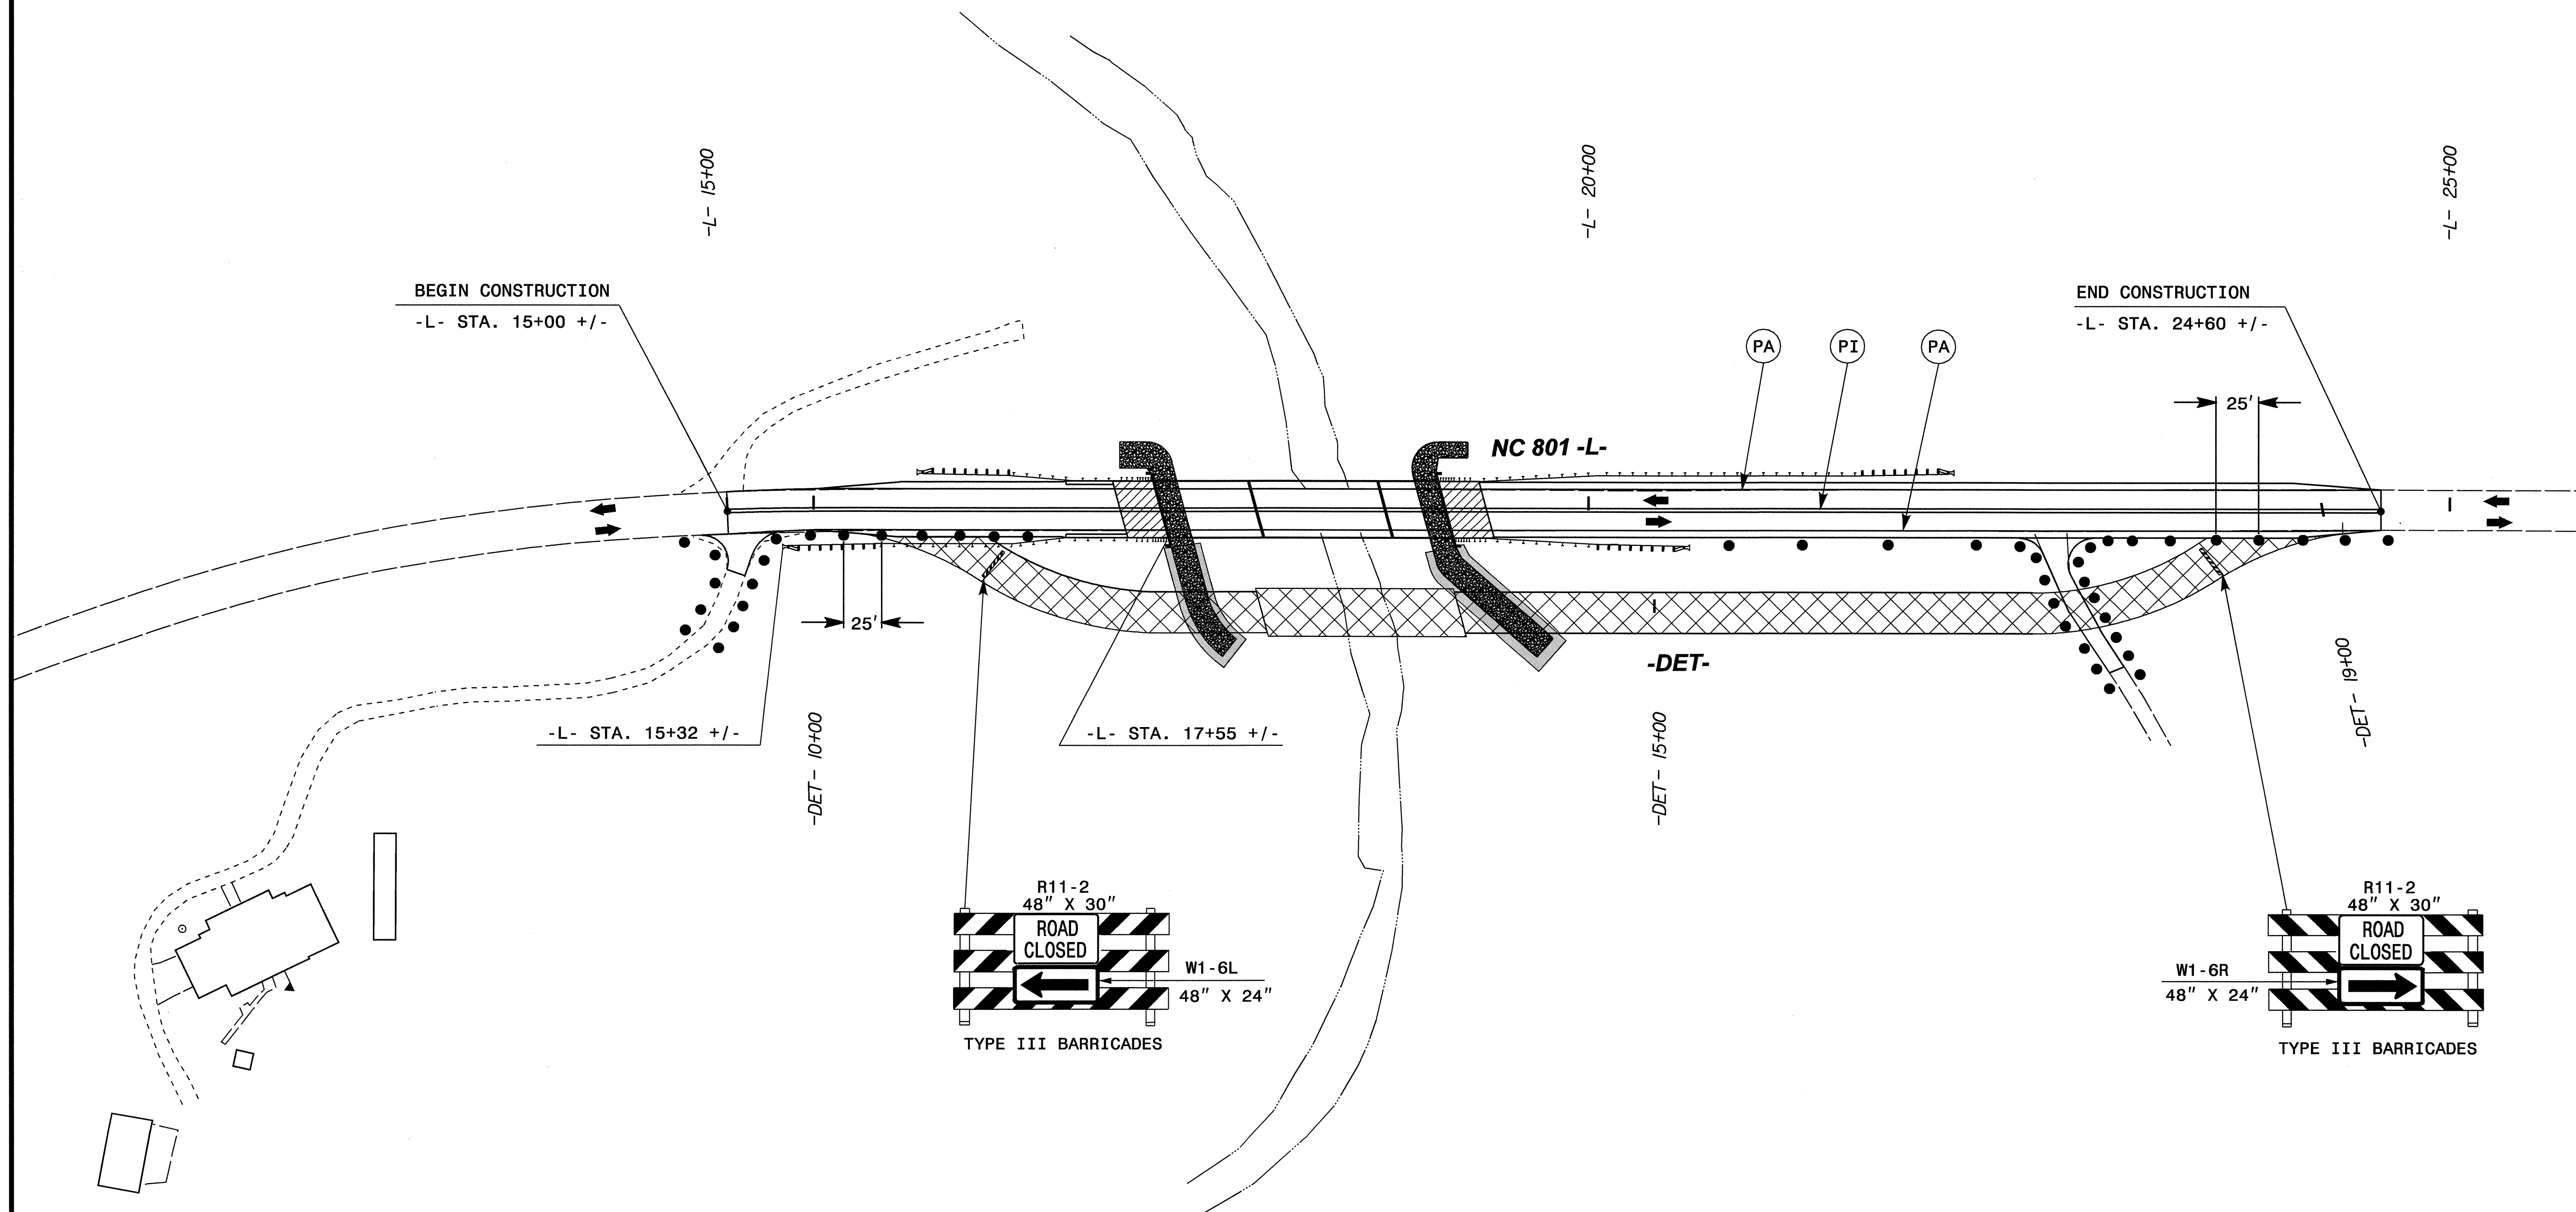 -L- 15+00
-L- 20+00
-L- 25+00
BEGIN CONSTRUCTION
-L- STA. 15+00 +/-
END CONSTRUCTION
-L- STA. 24+60 +/-
PA
PI
PA
25'
NC 801 -L-
25'
-DET-
-L- STA. 15+32 +/-
-DET- 10+00
-L- STA. 17+55 +/-
-DET- 15+00
-DET- 19+00
R11-2
48" X 30"
ROAD
CLOSED
W1-6L
48" X 24"
TYPE III BARRICADES
R11-2
48" X 30"
ROAD
CLOSED
W1-6R
48" X 24"
TYPE III BARRICADES